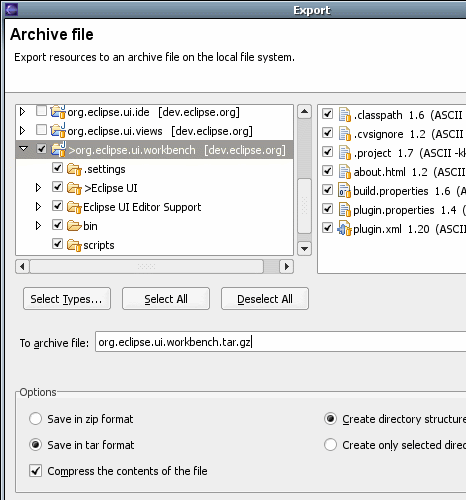 Export
Archive file
Export resources to an archive file on the local file system.
org.eclipse.ui.ide [dev.eclipse.org]
org.eclipse.ui.views [dev.eclipse.org]
>org.eclipse.ui.workbench [dev.eclipse.org]
.settings
>Eclipse UI
Eclipse UI Editor Support
bin
scripts
.classpath 1.6 (ASCII
.cvsignore 1.2 (ASCII
.project 1.7 (ASCII -kk
about.html 1.2 (ASCII
build.properties 1.6 (A
plugin.properties 1.4 (
plugin.xml 1.20 (ASCII
Select Types... Select All Deselect All
To archive file: org.eclipse.ui.workbench.tar.gz
Options
Save in zip format Create directory structure
Save in tar format Create only selected direc
Compress the contents of the file